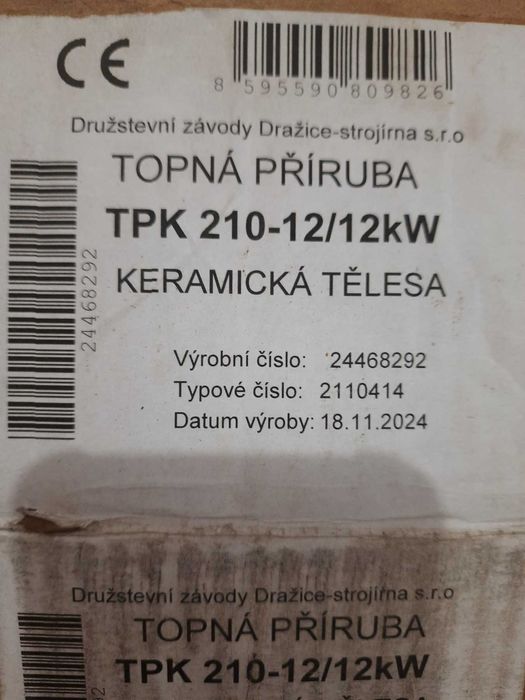 CE
8 595590 809826
Družstevní závody Dražice-strojírna s.r.o
TOPNÁ PŘÍRUBA
TPK 210-12/12kW
KERAMICKÁ TĚLESA
24468292
Výrobní číslo: 24468292
Typové číslo: 2110414
Datum výroby: 18.11.2024
Družstevní závody Dražice-strojírna s.r.o
TOPNÁ PŘÍRUBA
TPK 210-12/12kW